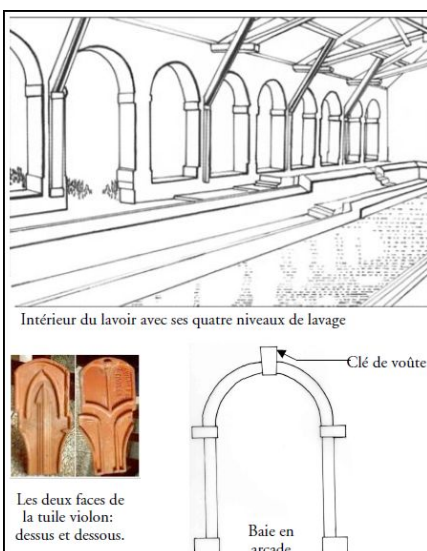 Intérieur du lavoir avec ses quatre niveaux de lavage
Clé de voûte
Les deux faces de
la tuile violon:
dessus et dessous.
Baie en
arcade